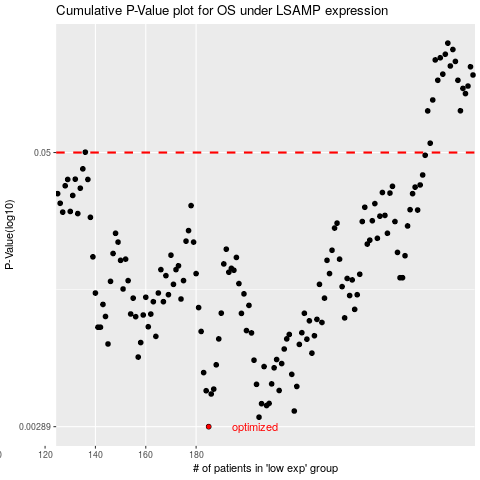 Cumulative P-Value plot for OS under LSAMP expression
P-Value(log10)
0.05
0.00289
optimized
0 120 140 160 180
# of patients in 'low exp' group